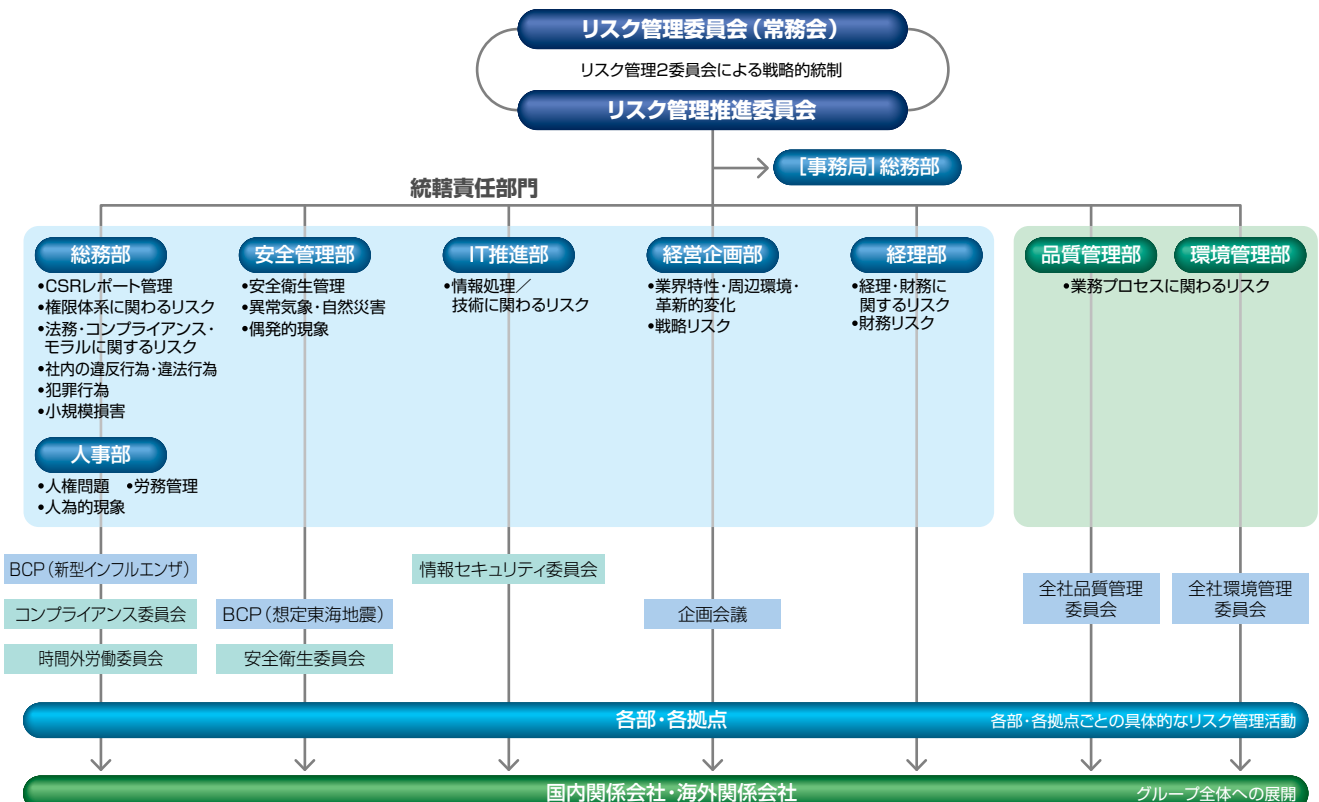 リスク管理委員会（常務会）
リスク管理2委員会による戦略的統制
リスク管理推進委員会
［事務局］総務部
統轄責任部門
総務部
•CSRレポート管理
•権限体系に関わるリスク
•法務・コンプライアンス・
モラルに関するリスク
•社内の違反行為・違法行為
•犯罪行為
•小規模損害
人事部
•人権問題 •労務管理
•人為的現象
安全管理部
•安全衛生管理
•異常気象・自然災害
•偶発的現象
IT推進部
•情報処理／
技術に関わるリスク
経営企画部
•業界特性・周辺環境・
革新的変化
•戦略リスク
経理部
•経理・財務に
関するリスク
•財務リスク
品質管理部 環境管理部
•業務プロセスに関わるリスク
BCP（新型インフルエンザ）
コンプライアンス委員会
時間外労働委員会
BCP（想定東海地震）
安全衛生委員会
情報セキュリティ委員会
企画会議
全社品質管理
委員会
全社環境管理
委員会
各部・各拠点
各部・各拠点ごとの具体的なリスク管理活動
国内関係会社・海外関係会社
グループ全体への展開